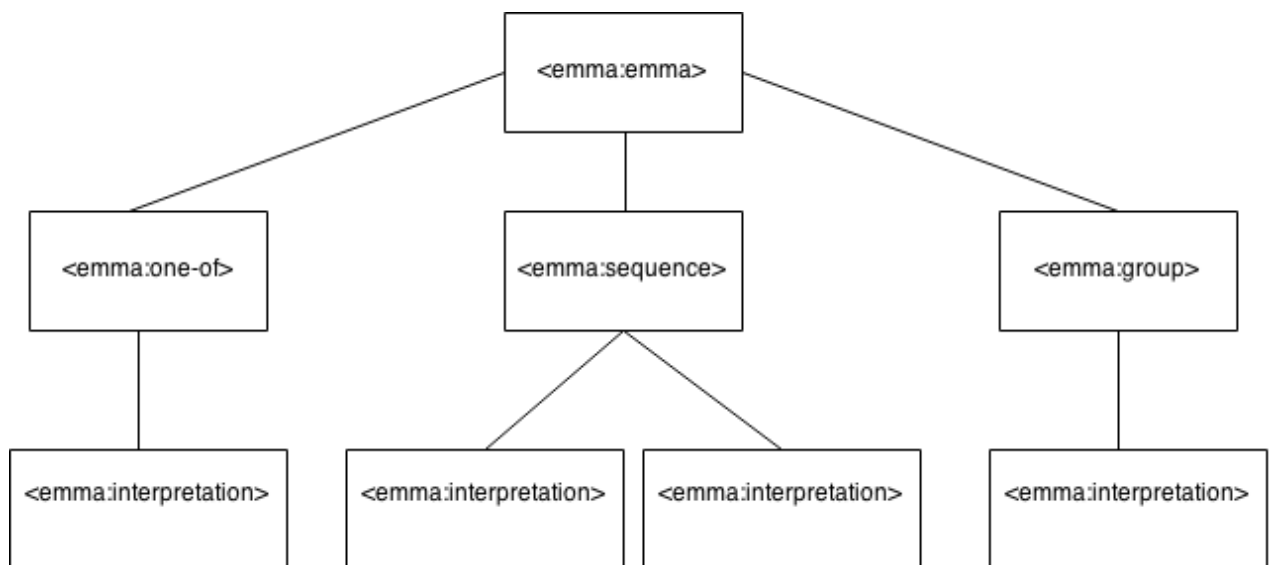 <emma:emma>
<emma:one-of>
<emma:sequence>
<emma:group>
<emma:interpretation>
<emma:interpretation>
<emma:interpretation>
<emma:interpretation>